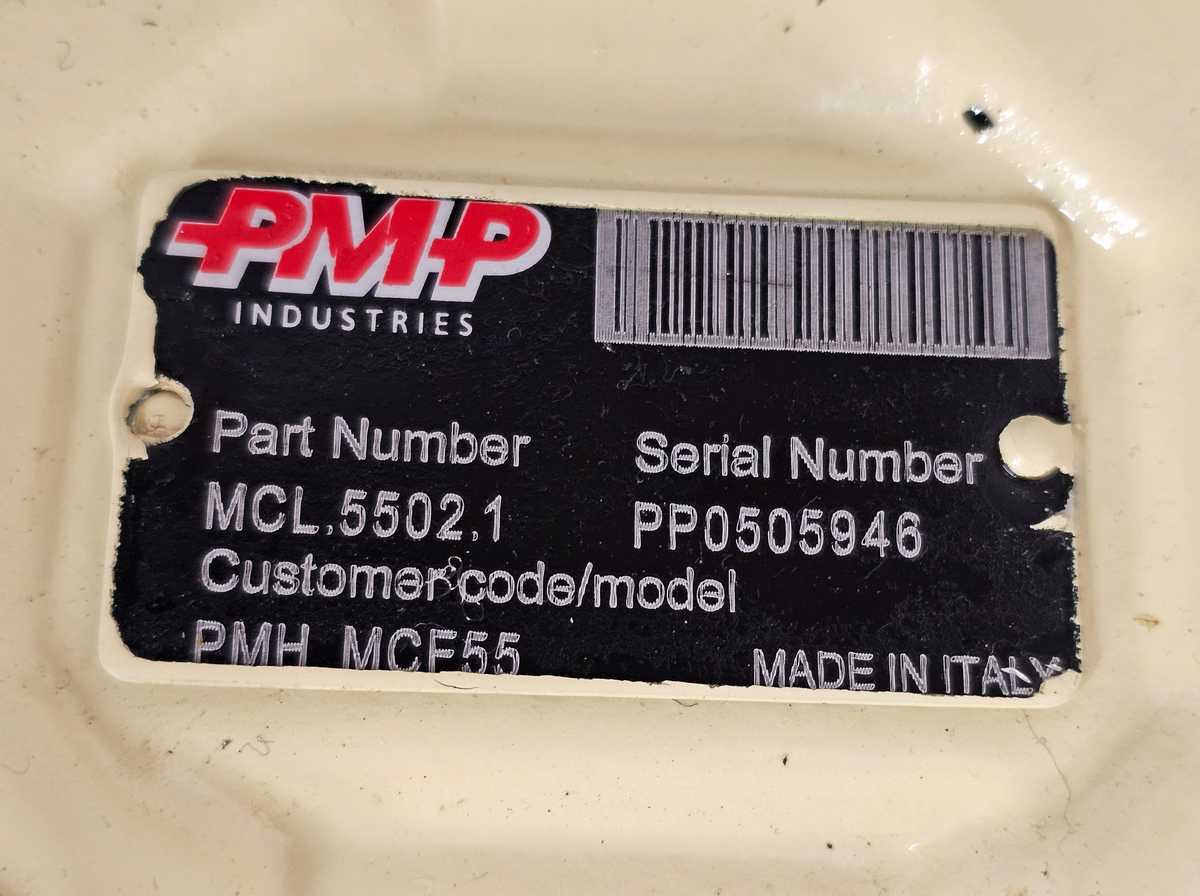 PMP
INDUSTRIES
Part Number
Serial Number
MCL.5502.1
PP0505946
Customer code/model
PMH MCF55
MADE IN ITALY